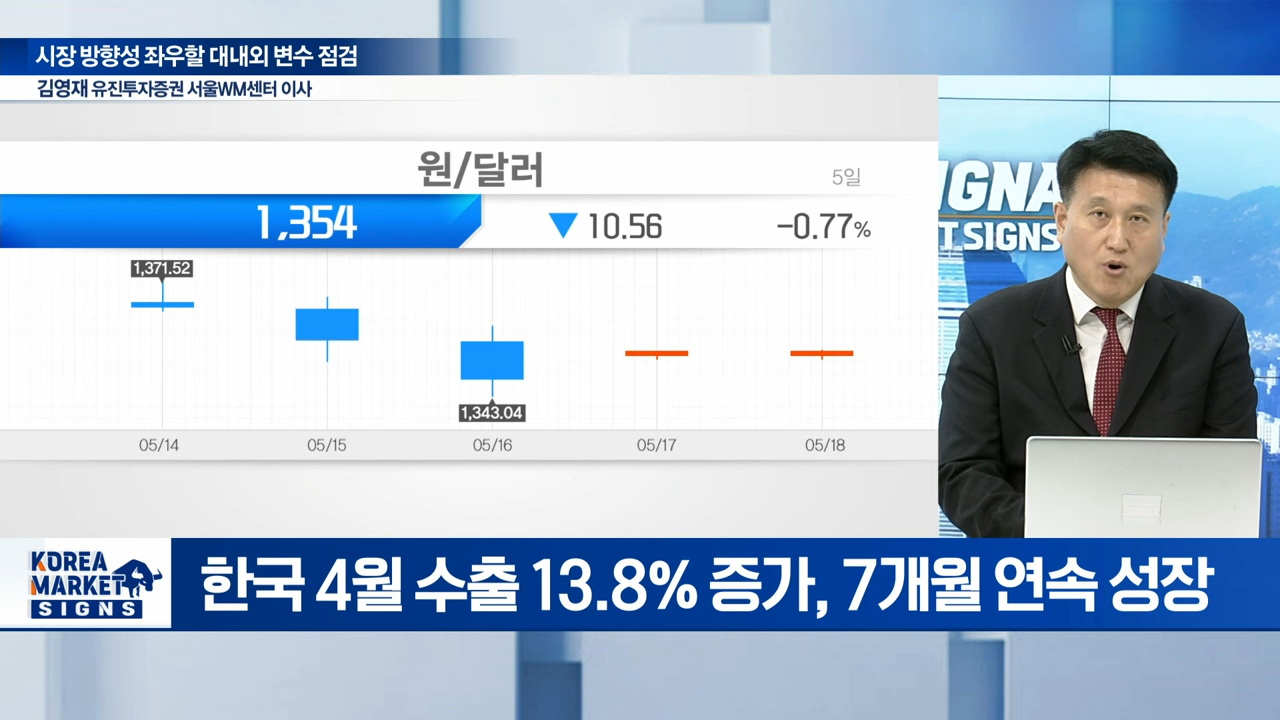 시장 방향성 좌우할 대내외 변수 점검
김영재 유진투자증권 서울WM센터 이사
원/달러
5일
1,354
▼ 10.56
-0.77%
1,371.52
1,343.04
05/14
05/15
05/16
05/17
05/18
IGNA
T SIGNS
KOREA
MARKET
SIGNS
한국 4월 수출 13.8% 증가, 7개월 연속 성장